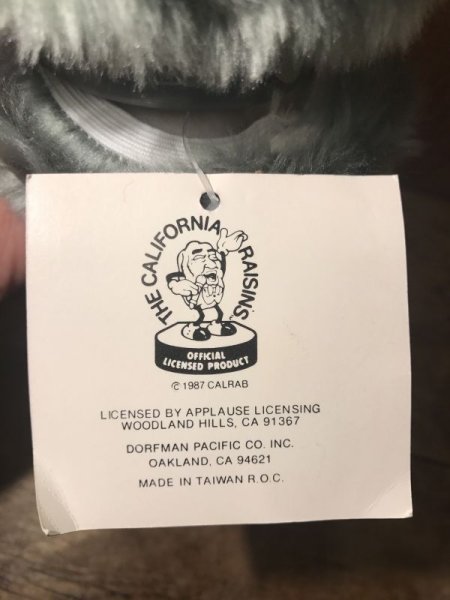 THE CALIFORNIA RAISINS™
OFFICIAL
LICENSED PRODUCT
© 1987 CALRAB
LICENSED BY APPLAUSE LICENSING
WOODLAND HILLS, CA 91367
DORFMAN PACIFIC CO. INC.
OAKLAND, CA 94621
MADE IN TAIWAN R.O.C.